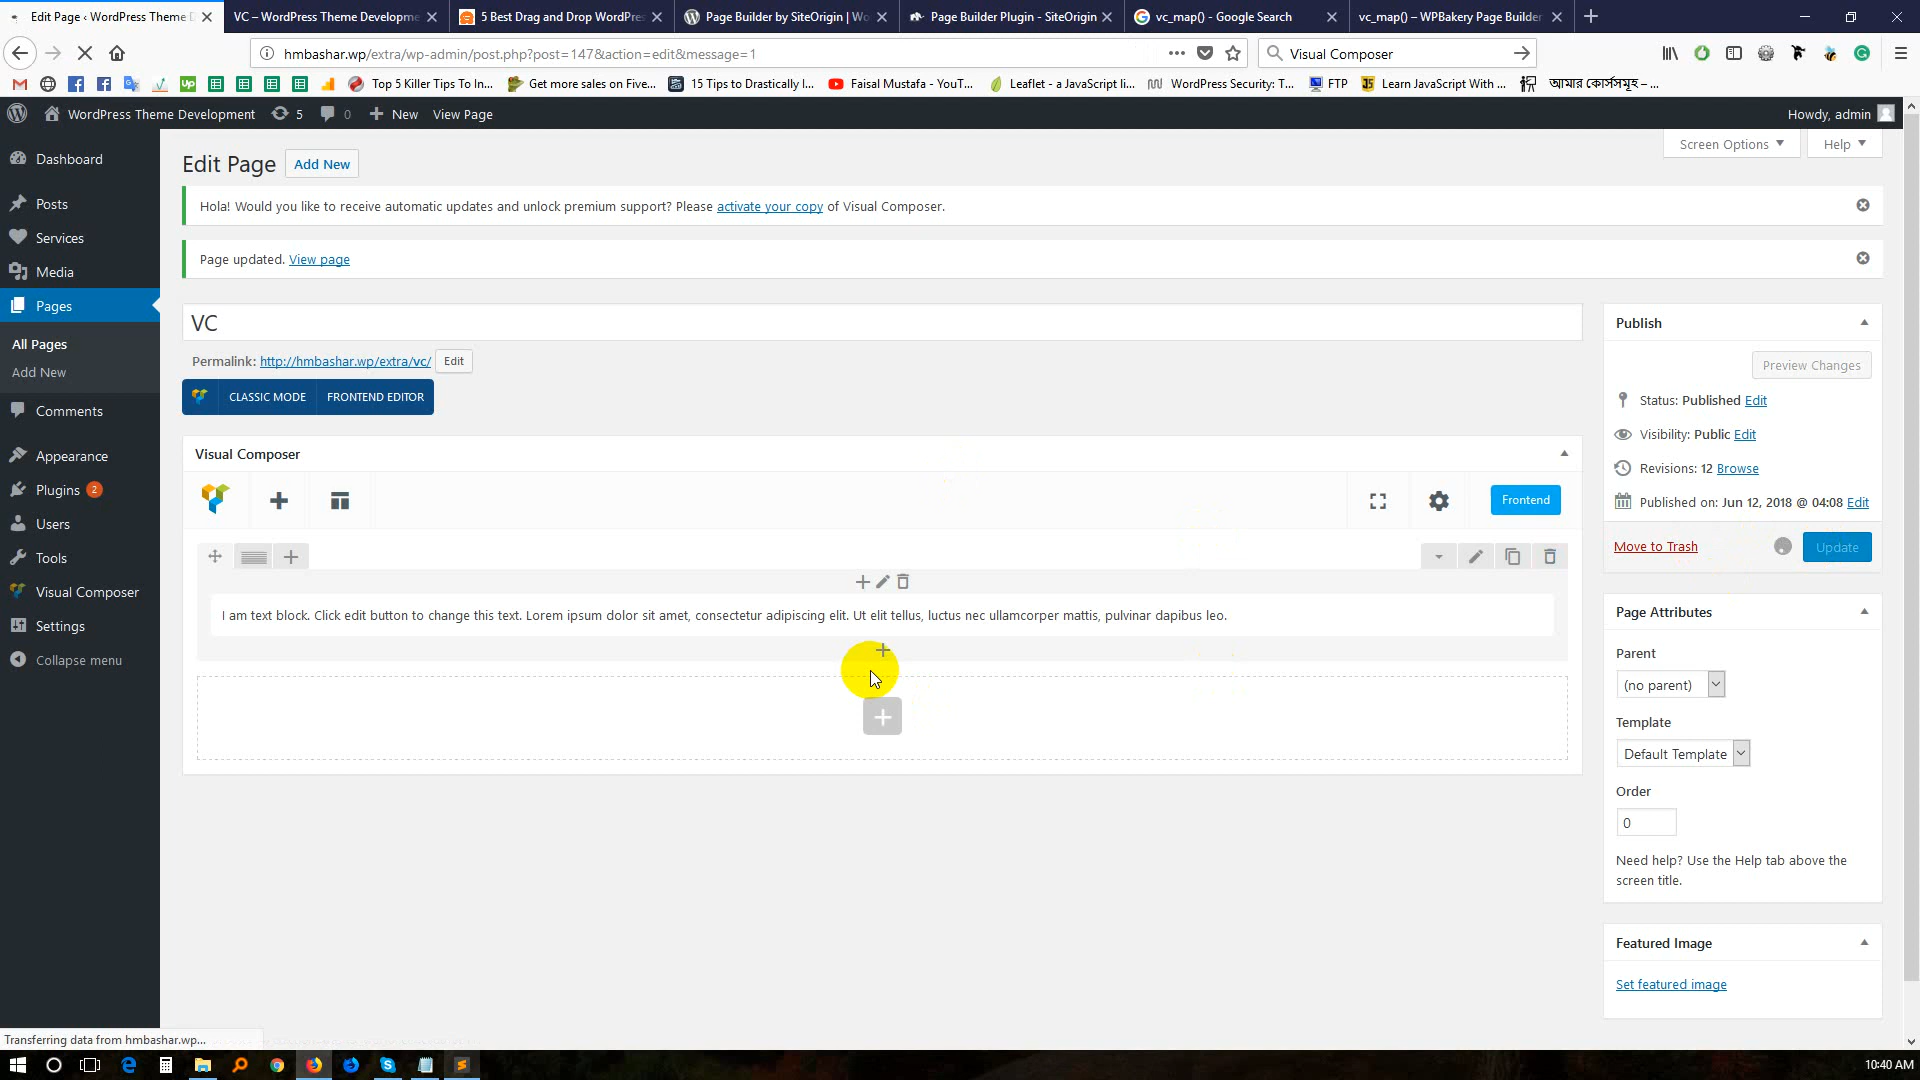 Edit Page ‹ WordPress Theme D
VC – WordPress Theme Developme
5 Best Drag and Drop WordPres
Page Builder by SiteOrigin | Wo
Page Builder Plugin - SiteOrigin
vc_map() - Google Search
vc_map() – WPBakery Page Builder
hmbashar.wp/extra/wp-admin/post.php?post=147&action=edit&message=1
Visual Composer
Top 5 Killer Tips To In...
Get more sales on Five...
15 Tips to Drastically I...
Faisal Mustafa - YouT...
Leaflet - a JavaScript li...
WordPress Security: T...
FTP
Learn JavaScript With ...
আমার কোর্সসমূহ – ...
WordPress Theme Development
5
0
New
View Page
Howdy, admin
Dashboard
Posts
Services
Media
Pages
All Pages
Add New
Comments
Appearance
Plugins 2
Users
Tools
Visual Composer
Settings
Collapse menu
Edit Page
Add New
Screen Options
Help
Hola! Would you like to receive automatic updates and unlock premium support? Please activate your copy of Visual Composer.
Page updated. View page
VC
Permalink: http://hmbashar.wp/extra/vc/ Edit
CLASSIC MODE
FRONTEND EDITOR
Visual Composer
Frontend
I am text block. Click edit button to change this text. Lorem ipsum dolor sit amet, consectetur adipiscing elit. Ut elit tellus, luctus nec ullamcorper mattis, pulvinar dapibus leo.
Publish
Preview Changes
Status: Published Edit
Visibility: Public Edit
Revisions: 12 Browse
Published on: Jun 12, 2018 @ 04:08 Edit
Move to Trash
Update
Page Attributes
Parent
(no parent)
Template
Default Template
Order
0
Need help? Use the Help tab above the
screen title.
Featured Image
Set featured image
Transferring data from hmbashar.wp...
10:40 AM